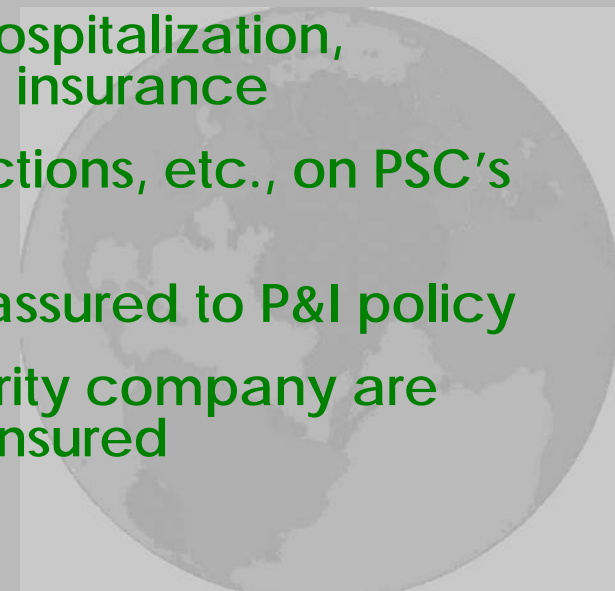 ospitalization,
insurance
ctions, etc., on PSC's
assured to P&I policy
rity company are
nsured